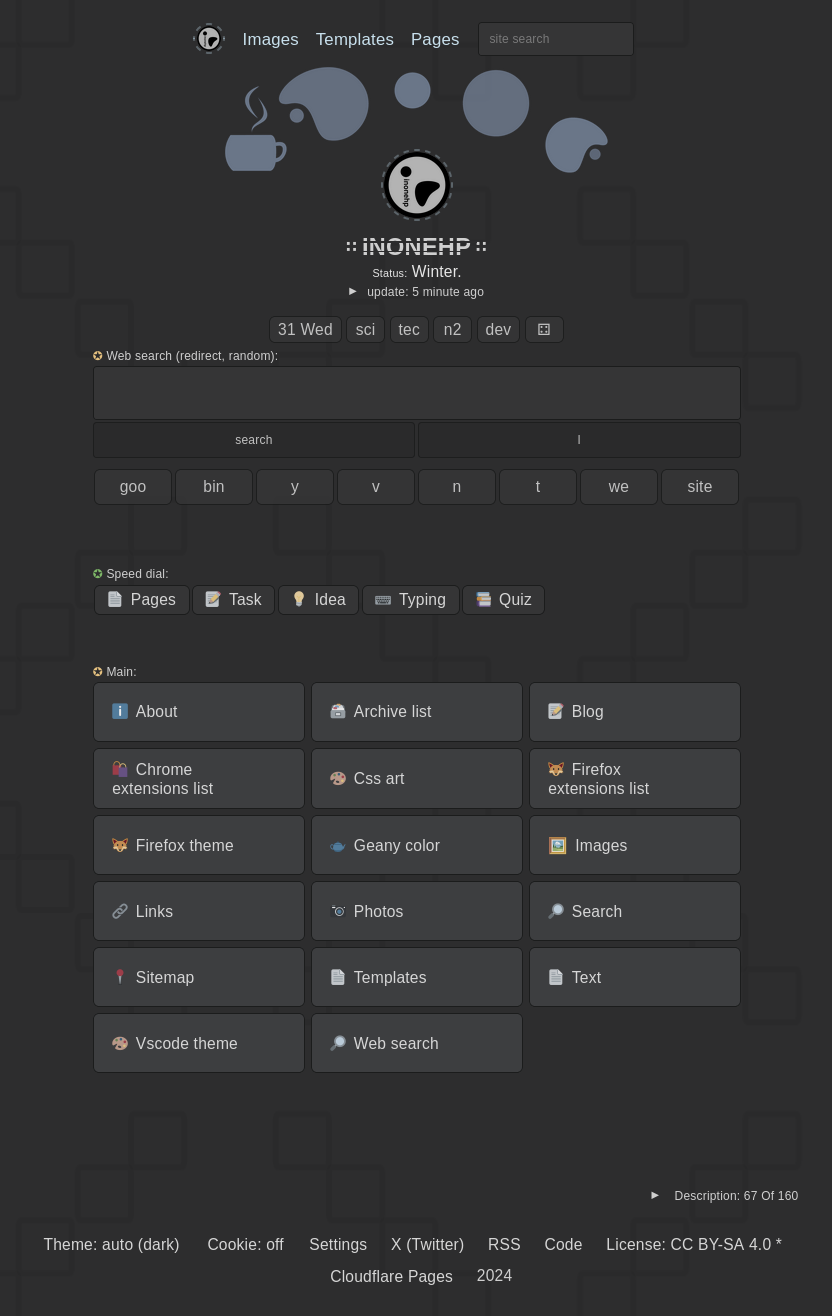 Images Templates Pages site search
inonehp
:: INONEHP ::
Status: Winter.
▶ update: 5 minute ago
31 Wed sci tec n2 dev ⚃
✪ Web search (redirect, random):
search l
goo bin y v n t we site
✪ Speed dial:
Pages Task Idea Typing Quiz
✪ Main:
About Archive list Blog
Chrome extensions list Css art Firefox extensions list
Firefox theme Geany color Images
Links Photos Search
Sitemap Templates Text
Vscode theme Web search
▶ Description: 67 Of 160
Theme: auto (dark) Cookie: off Settings X (Twitter) RSS Code License: CC BY-SA 4.0 *
Cloudflare Pages 2024